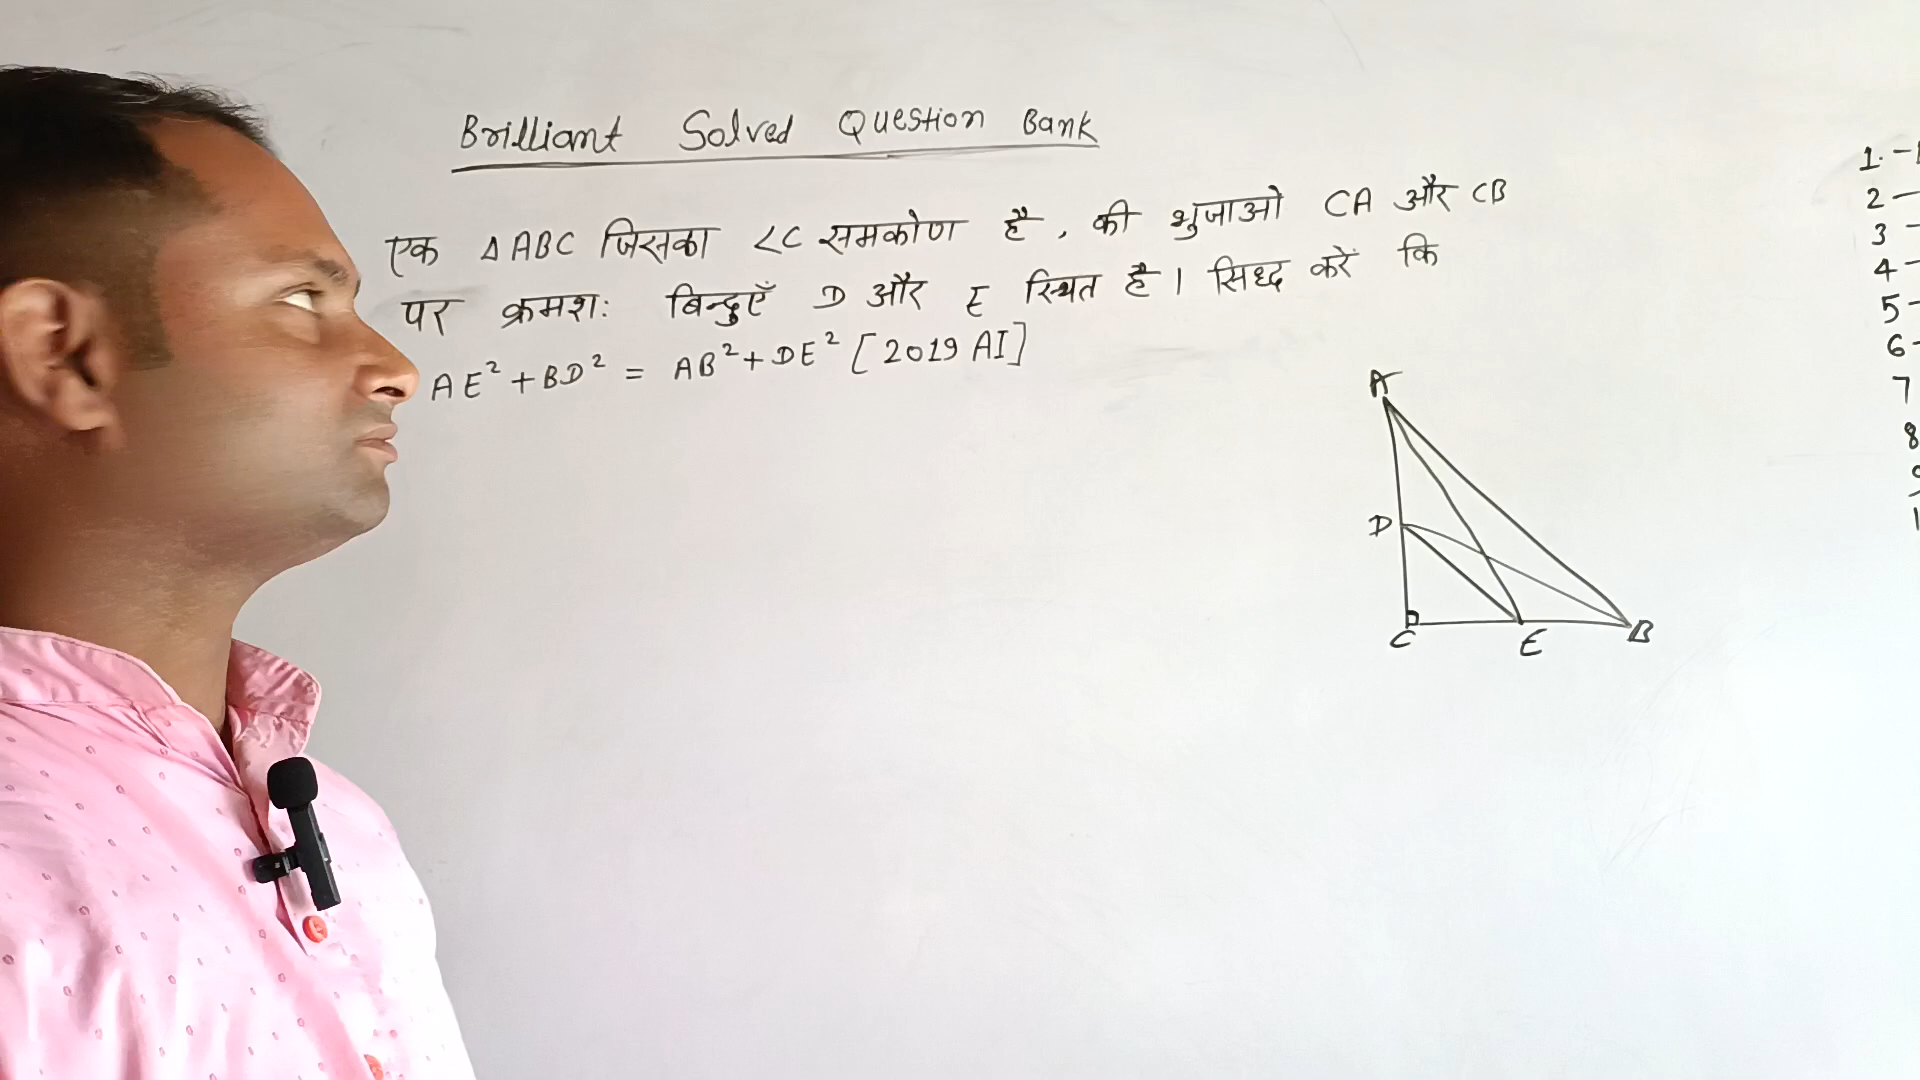 Brilliant Solved Question Bank
एक ΔABC जिसका ∠C समकोण है, की भुजाओ CA और CB
पर क्रमशः बिन्दुएँ D और E स्थित है। सिध्द करें कि
AE² + BD² = AB² + DE² [2019 AI]
A
D
C
E
B
1. -
2 -
3 -
4 -
5 -
6 -
7
8